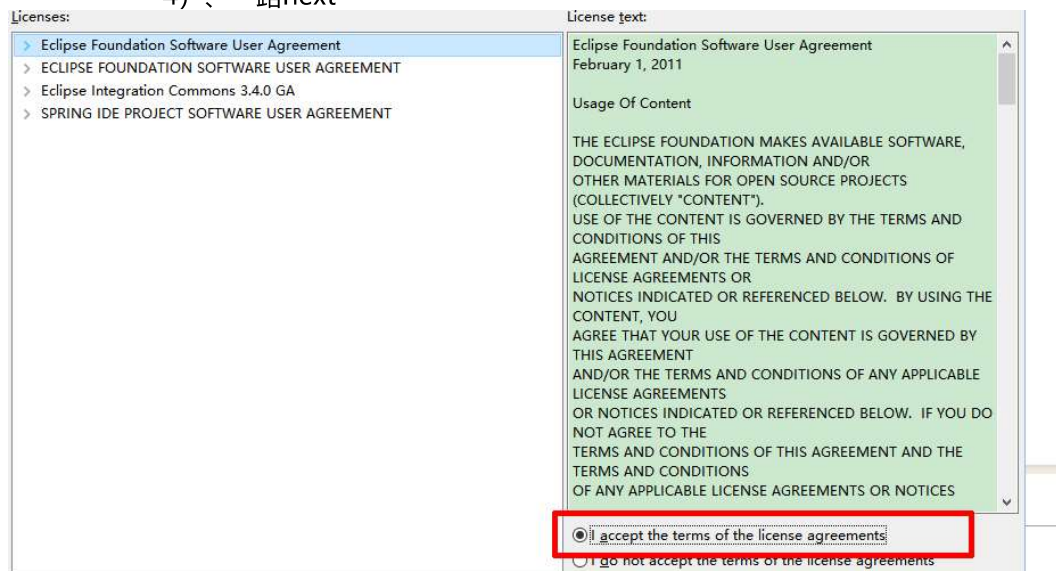 4）、一路next
Licenses:
License text:
Eclipse Foundation Software User Agreement
ECLIPSE FOUNDATION SOFTWARE USER AGREEMENT
Eclipse Integration Commons 3.4.0 GA
SPRING IDE PROJECT SOFTWARE USER AGREEMENT
Eclipse Foundation Software User Agreement
February 1, 2011
Usage Of Content
THE ECLIPSE FOUNDATION MAKES AVAILABLE SOFTWARE,
DOCUMENTATION, INFORMATION AND/OR
OTHER MATERIALS FOR OPEN SOURCE PROJECTS
(COLLECTIVELY "CONTENT").
USE OF THE CONTENT IS GOVERNED BY THE TERMS AND
CONDITIONS OF THIS
AGREEMENT AND/OR THE TERMS AND CONDITIONS OF
LICENSE AGREEMENTS OR
NOTICES INDICATED OR REFERENCED BELOW.  BY USING THE
CONTENT, YOU
AGREE THAT YOUR USE OF THE CONTENT IS GOVERNED BY
THIS AGREEMENT
AND/OR THE TERMS AND CONDITIONS OF ANY APPLICABLE
LICENSE AGREEMENTS
OR NOTICES INDICATED OR REFERENCED BELOW.  IF YOU DO
NOT AGREE TO THE
TERMS AND CONDITIONS OF THIS AGREEMENT AND THE
TERMS AND CONDITIONS
OF ANY APPLICABLE LICENSE AGREEMENTS OR NOTICES
I accept the terms of the license agreements
I do not accept the terms of the license agreements